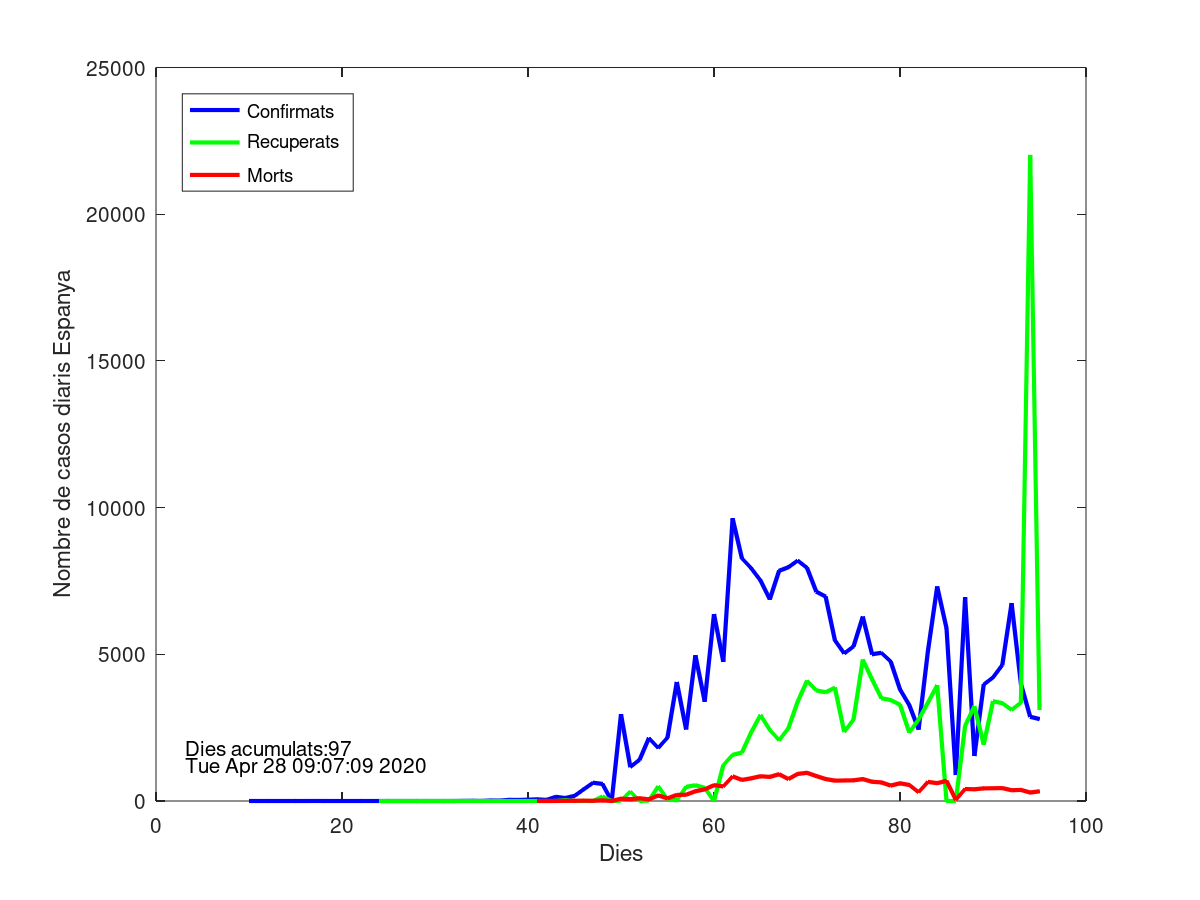 25000
20000
15000
10000
5000
0
Nombre de casos diaris Espanya
Confirmats
Recuperats
Morts
Dies acumulats:97
Tue Apr 28 09:07:09 2020
0 20 40 60 80 100
Dies